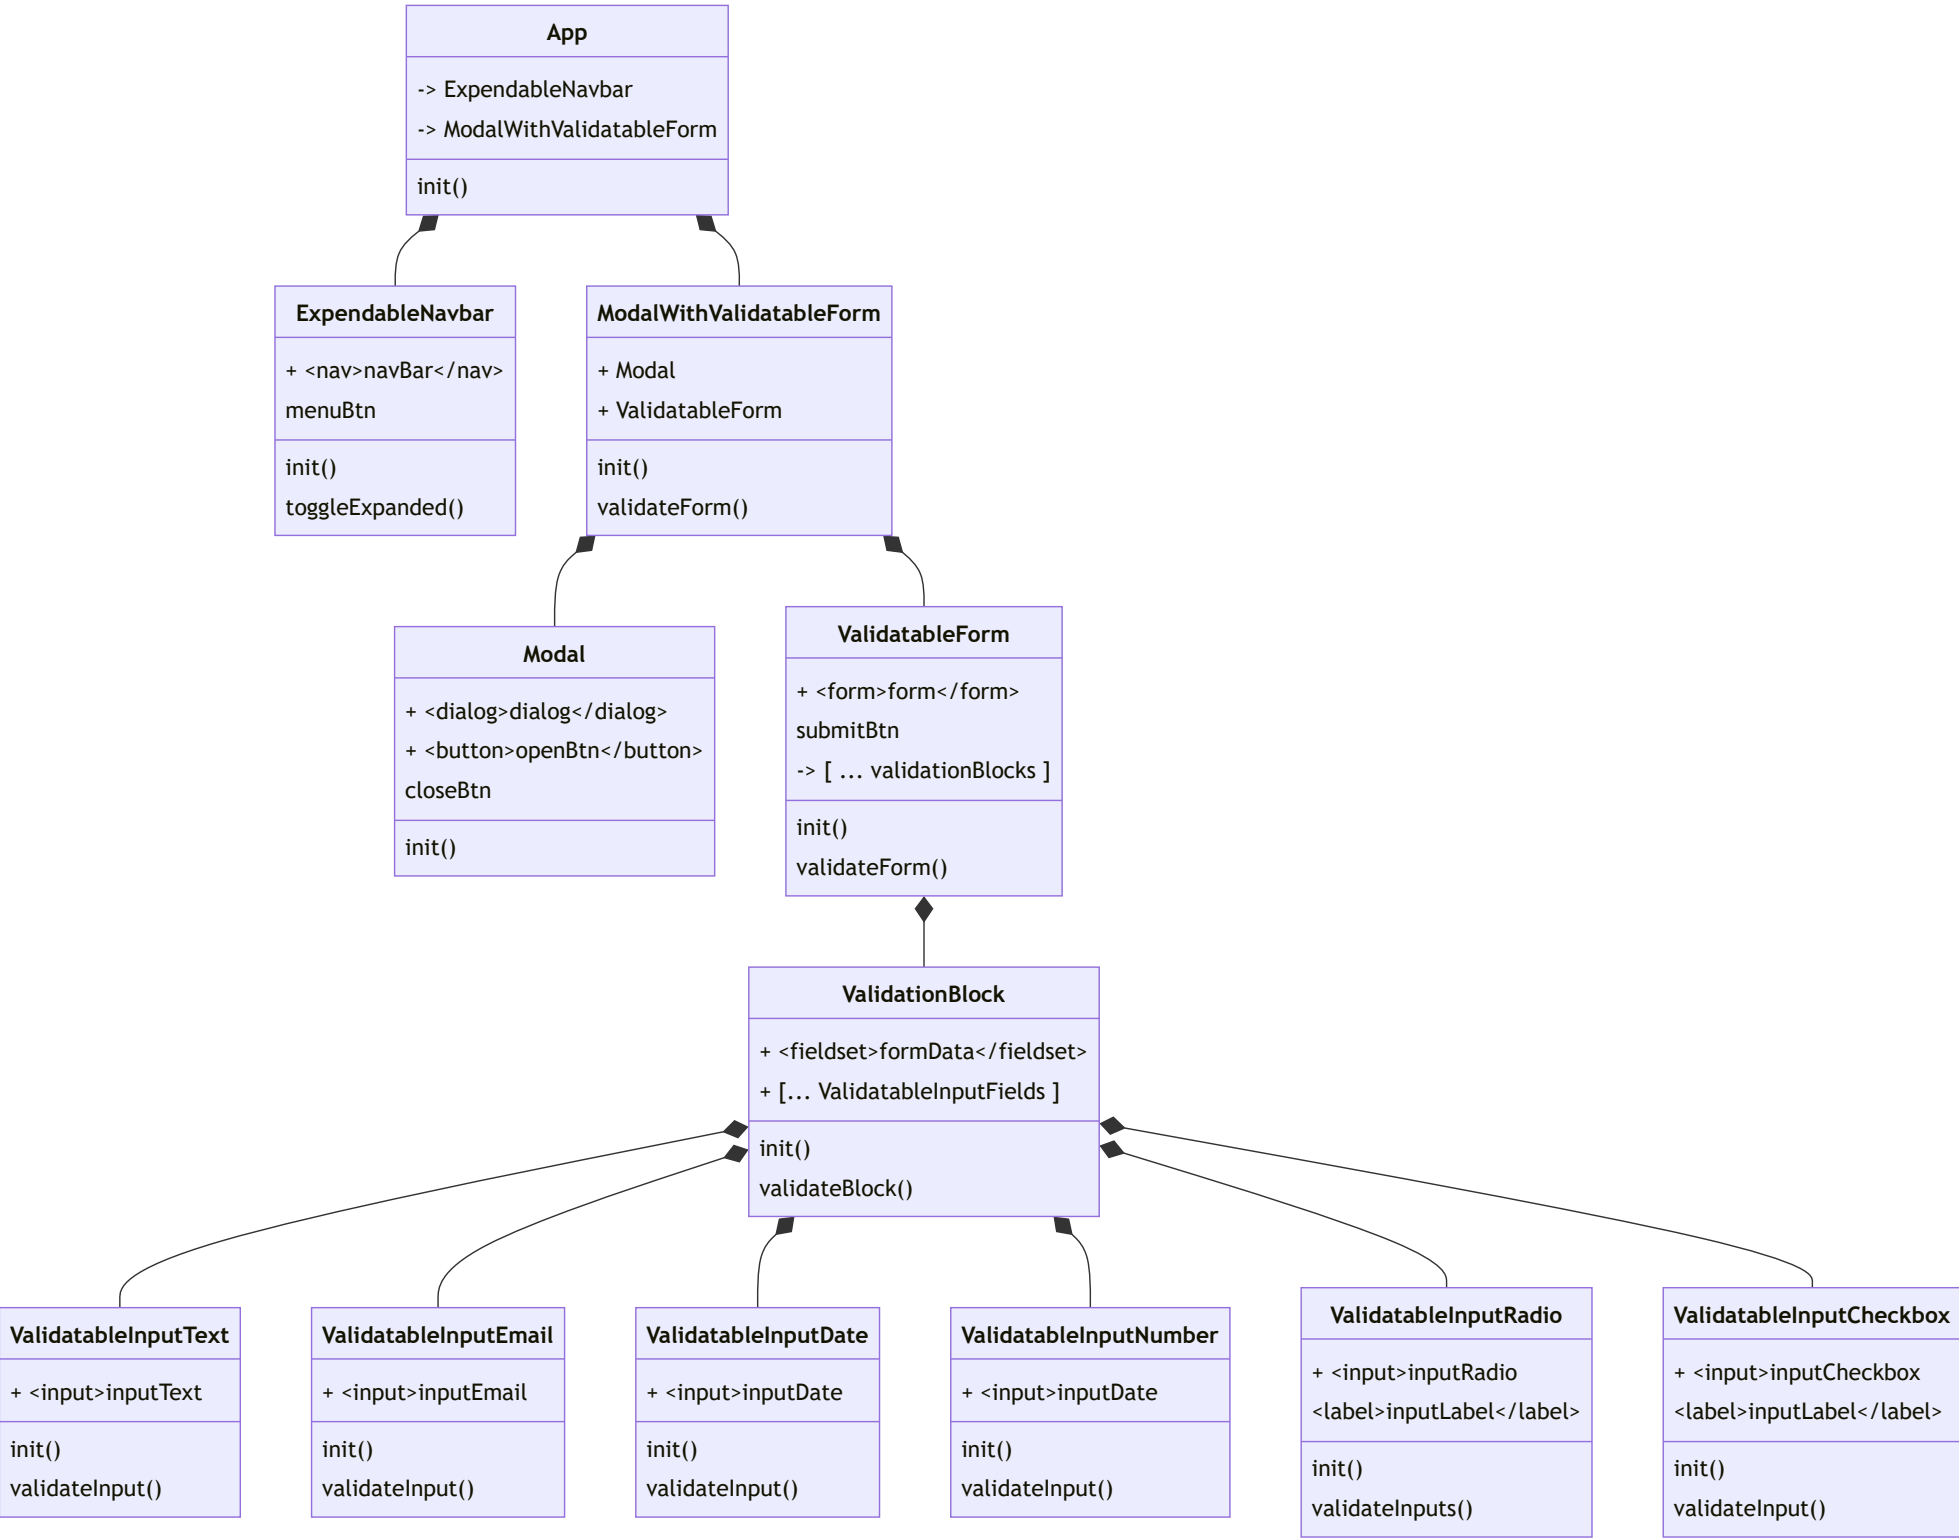 App
-> ExpendableNavbar
-> ModalWithValidatableForm
init()
ExpendableNavbar
+ <nav>navBar</nav>
menuBtn
init()
toggleExpanded()
ModalWithValidatableForm
+ Modal
+ ValidatableForm
init()
validateForm()
Modal
+ <dialog>dialog</dialog>
+ <button>openBtn</button>
closeBtn
init()
ValidatableForm
+ <form>form</form>
submitBtn
-> [ ... validationBlocks ]
init()
validateForm()
ValidationBlock
+ <fieldset>formData</fieldset>
+ [... ValidatableInputFields ]
init()
validateBlock()
ValidatableInputText
+ <input>inputText
init()
validateInput()
ValidatableInputEmail
+ <input>inputEmail
init()
validateInput()
ValidatableInputDate
+ <input>inputDate
init()
validateInput()
ValidatableInputNumber
+ <input>inputDate
init()
validateInput()
ValidatableInputRadio
+ <input>inputRadio
<label>inputLabel</label>
init()
validateInputs()
ValidatableInputCheckbox
+ <input>inputCheckbox
<label>inputLabel</label>
init()
validateInput()